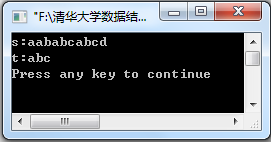 "F:\清华大学数据结...
s:aababcabcd
t:abc
Press any key to continue